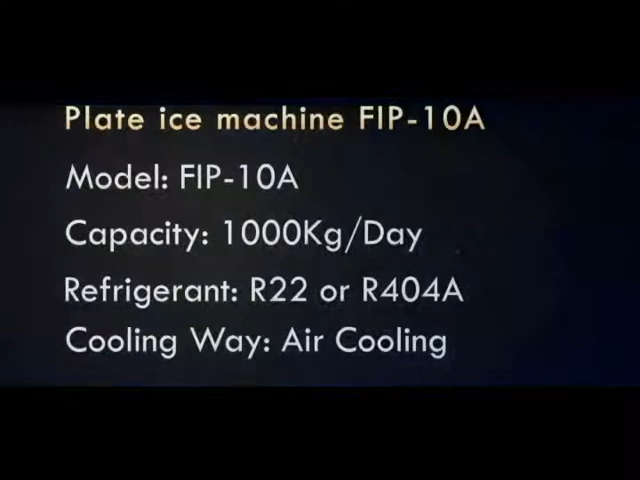 Plate ice machine FIP-10A
Model: FIP-10A
Capacity: 1000Kg/Day
Refrigerant: R22 or R404A
Cooling Way: Air Cooling